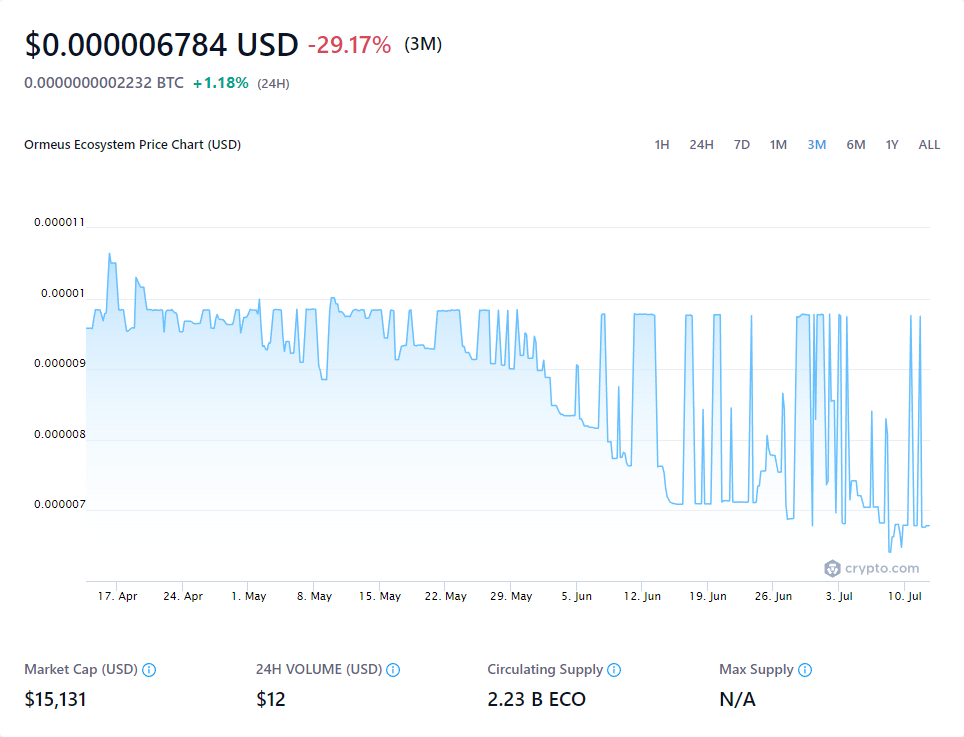 $0.000006784 USD -29.17% (3M)
0.0000000002232 BTC +1.18% (24H)
Ormeus Ecosystem Price Chart (USD) 1H 24H 7D 1M 3M 6M 1Y ALL
0.000011
0.00001
0.000009
0.000008
0.000007
crypto.com
17. Apr 24. Apr 1. May 8. May 15. May 22. May 29. May 5. Jun 12. Jun 19. Jun 26. Jun 3. Jul 10. Jul
Market Cap (USD) 24H VOLUME (USD) Circulating Supply Max Supply
$15,131 $12 2.23 B ECO N/A